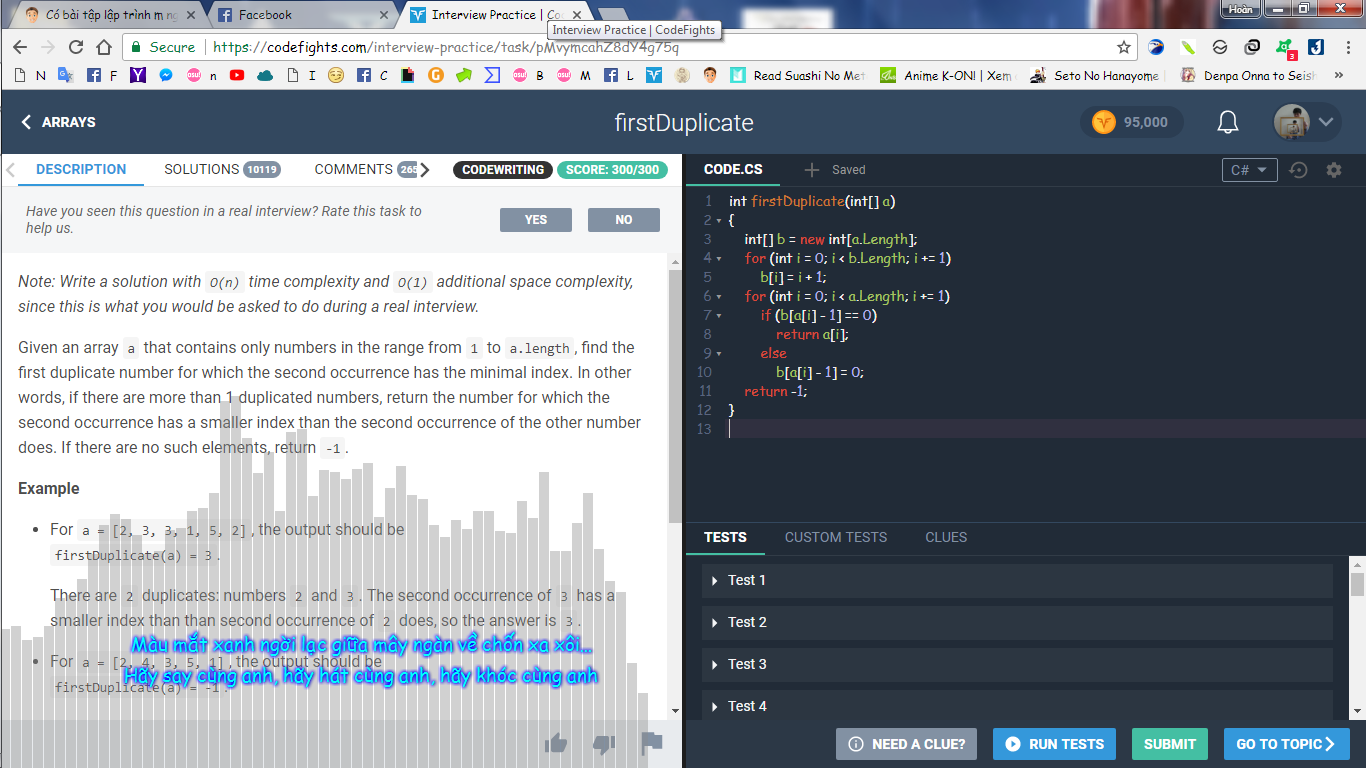 Có bài tập lập trình m ng
Facebook
Interview Practice | Co
Hoàn
Interview Practice | CodeFights
Secure
https://codefights.com/interview-practice/task/pMvymcahZ8dY4g75q
3
N
F
n
I
F
C
B
M
L
Read Suashi No Met
Anime K-ON! | Xem
Seto No Hanayome
Denpa Onna to Seish
»
ARRAYS
firstDuplicate
95,000
DESCRIPTION
SOLUTIONS 10119
COMMENTS 265
CODEWRITING
SCORE: 300/300
Have you seen this question in a real interview? Rate this task to
help us.
YES
NO
Note: Write a solution with O(n) time complexity and O(1) additional space complexity,
since this is what you would be asked to do during a real interview.
Given an array a that contains only numbers in the range from 1 to a.length, find the
first duplicate number for which the second occurrence has the minimal index. In other
words, if there are more than 1 duplicated numbers, return the number for which the
second occurrence has a smaller index than the second occurrence of the other number
does. If there are no such elements, return -1.
Example
• For a = [2, 3, 3, 1, 5, 2], the output should be
firstDuplicate(a) = 3.
There are 2 duplicates: numbers 2 and 3. The second occurrence of 3 has a
smaller index than than second occurrence of 2 does, so the answer is 3.
Màu mắt xanh ngời lạc giữa mây ngàn về chốn xa xôi...
• For a = [2, 4, 3, 5, 1], the output should be
Hãy say cùng anh, hãy hát cùng anh, hãy khóc cùng anh
firstDuplicate(a) = -1.
CODE.CS
Saved
C#
1 int firstDuplicate(int[] a)
2 {
3 int[] b = new int[a.Length];
4 for (int i = 0; i < b.Length; i += 1)
5 b[i] = i + 1;
6 for (int i = 0; i < a.Length; i += 1)
7 if (b[a[i] - 1] == 0)
8 return a[i];
9 else
10 b[a[i] - 1] = 0;
11 return -1;
12 }
13
TESTS
CUSTOM TESTS
CLUES
Test 1
Test 2
Test 3
Test 4
NEED A CLUE?
RUN TESTS
SUBMIT
GO TO TOPIC